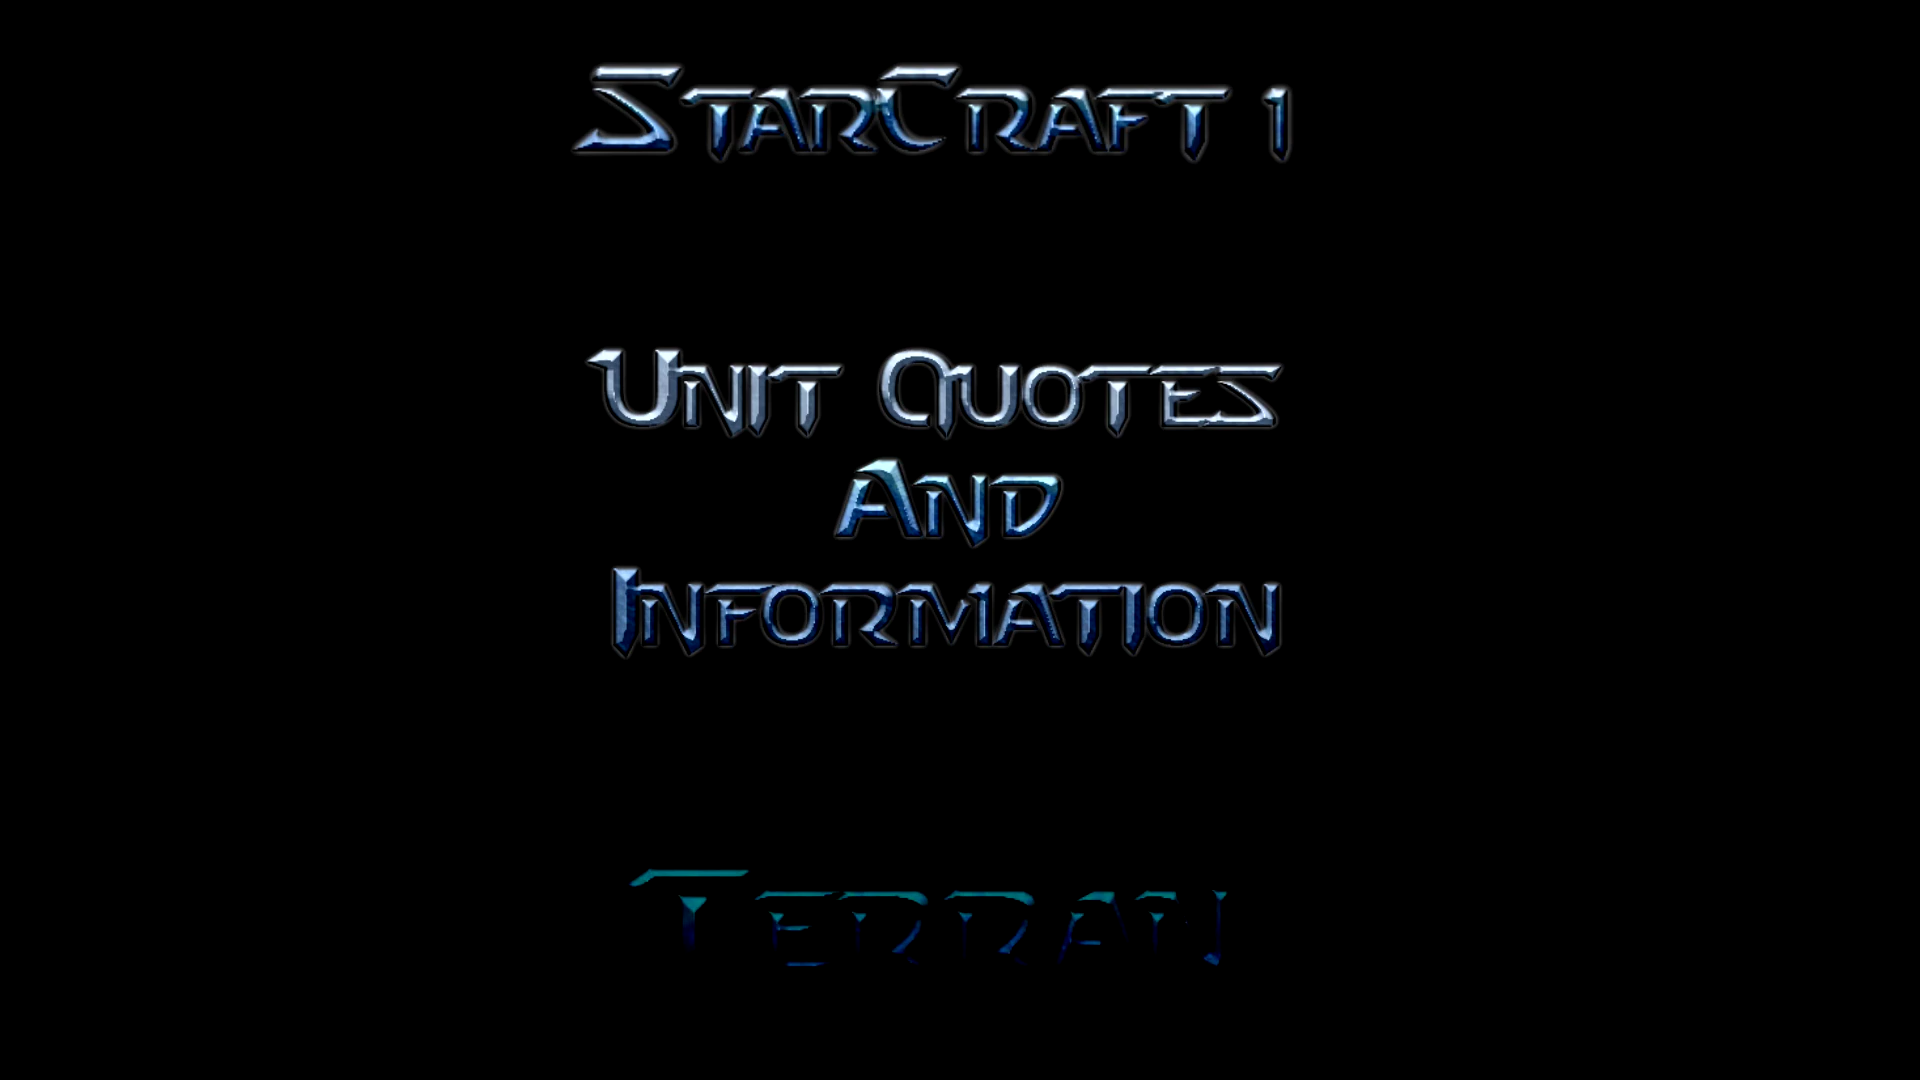 StarCraft 1
Unit Quotes
And
Information
Terran